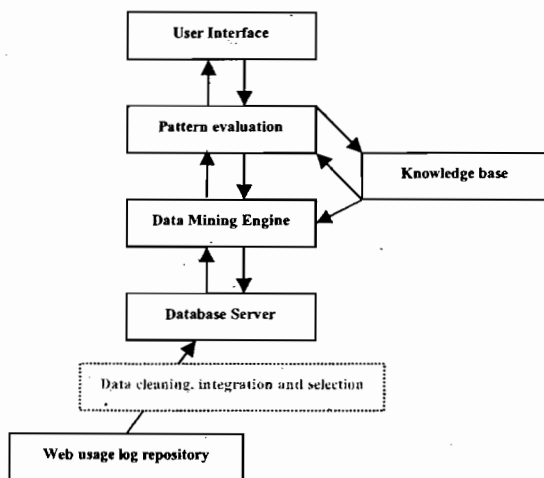 User Interface
Pattern evaluation
Knowledge base
Data Mining Engine
Database Server
Data cleaning, integration and selection
Web usage log repository